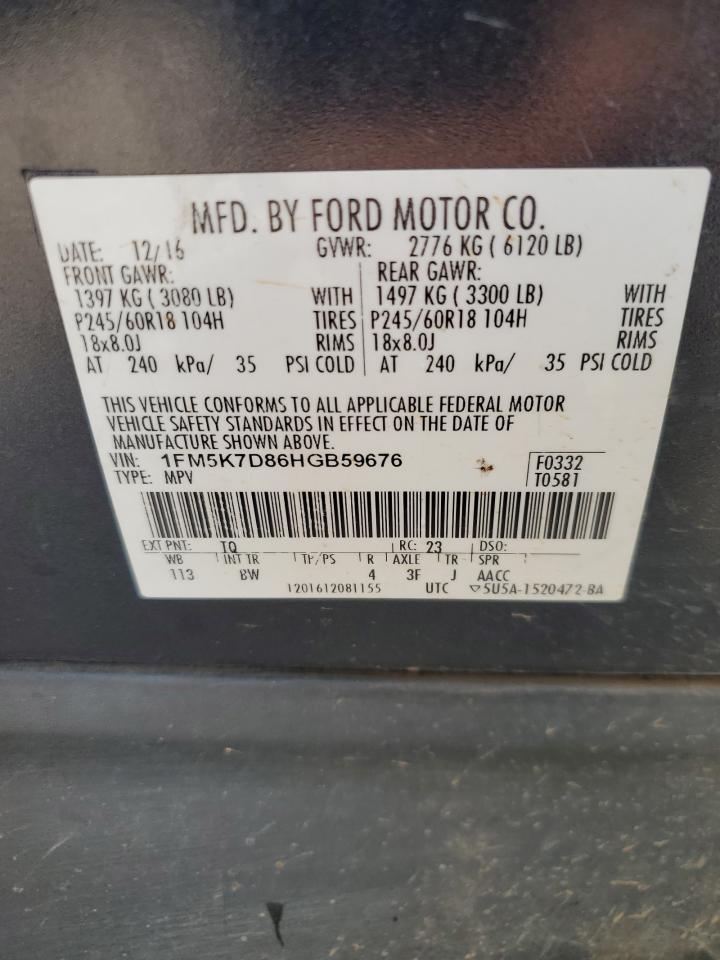 MFD. BY FORD MOTOR CO.
DATE: 12/16 GVWR: 2776 KG ( 6120 LB)
FRONT GAWR: REAR GAWR:
1397 KG ( 3080 LB) WITH 1497 KG ( 3300 LB) WITH
P245/60R18 104H TIRES P245/60R18 104H TIRES
18x8.0J RIMS 18x8.0J RIMS
AT 240 kPa/ 35 PSI COLD AT 240 kPa/ 35 PSI COLD
THIS VEHICLE CONFORMS TO ALL APPLICABLE FEDERAL MOTOR
VEHICLE SAFETY STANDARDS IN EFFECT ON THE DATE OF
MANUFACTURE SHOWN ABOVE.
VIN: 1FM5K7D86HGB59676 F0332
TYPE: MPV T0581
EXT PNT: TQ RC: 23 DSO:
WB INT TR TP/PS R AXLE TR SPR
113 BW 4 3F J AACC
1201612081155 UTC ▽5U5A-1520472-BA